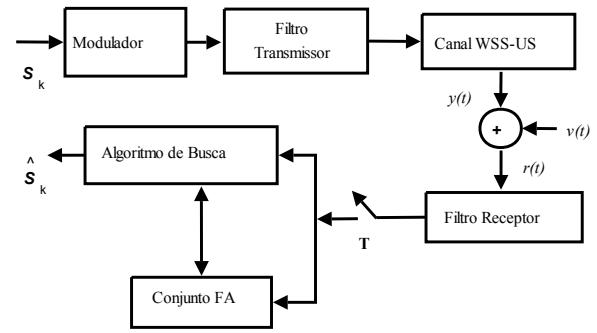 Modulador
Filtro
Transmissor
Canal WSS-US
S k
y(t)
+
v(t)
r(t)
Algoritmo de Busca
^
S k
Filtro Receptor
T
Conjunto FA